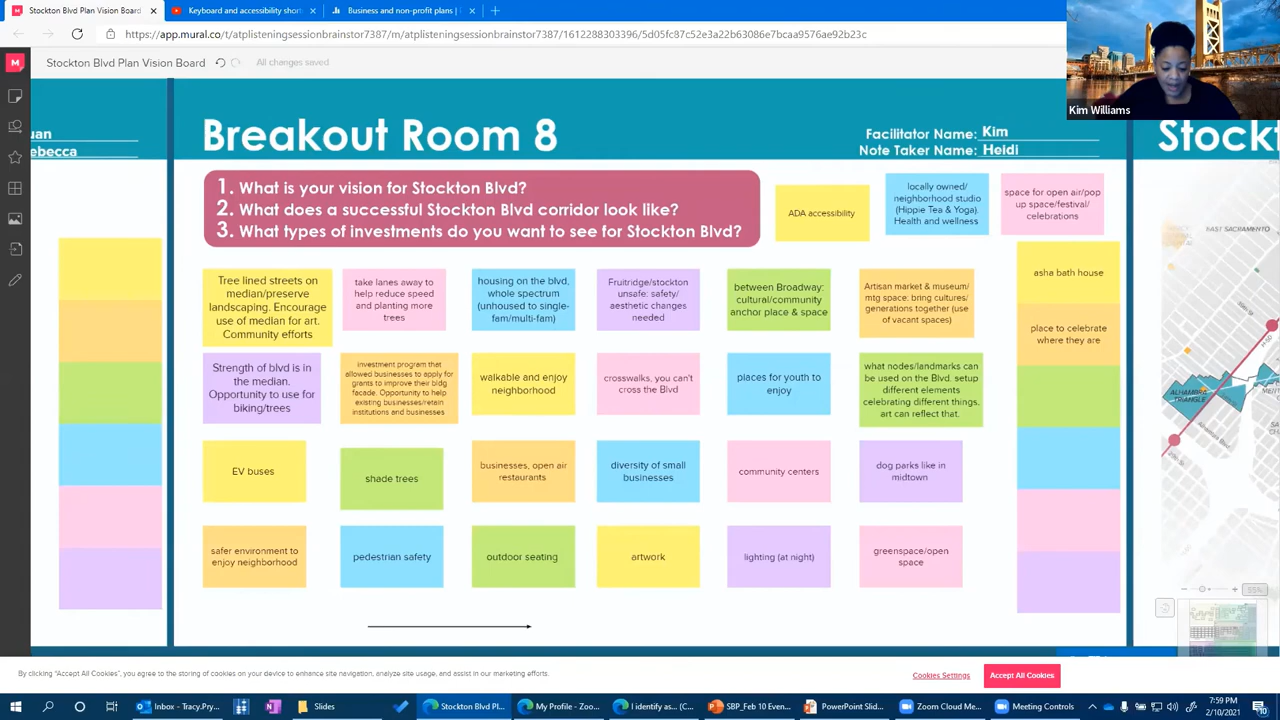 Stockton Blvd Plan Vision Board
Keyboard and accessibility short
Business and non-profit plans |
https://app.mural.co/t/atplisteningsessionbrainstor7387/m/atplisteningsessionbrainstor7387/1612288303396/5d05fc87c52e3a22b63086e7bcaa9576ae92b23c
Stockton Blvd Plan Vision Board
All changes saved
Kim Williams
uan
ebecca
Breakout Room 8
Facilitator Name: Kim
Note Taker Name: Heidi
Stock
1. What is your vision for Stockton Blvd?
2. What does a successful Stockton Blvd corridor look like?
3. What types of investments do you want to see for Stockton Blvd?
ADA accessibility
locally owned/
neighborhood studio
(Hippie Tea & Yoga).
Health and wellness
space for open air/pop
up space/festival/
celebrations
Tree lined streets on
median/preserve
landscaping. Encourage
use of median for art.
Community efforts
take lanes away to
help reduce speed
and planting more
trees
housing on the blvd,
whole spectrum
(unhoused to single-
fam/multi-fam)
Fruitridge/stockton
unsafe: safety/
aesthetic changes
needed
between Broadway:
cultural/community
anchor place & space
Artisan market & museum/
mtg space: bring cultures/
generations together (use
of vacant spaces)
asha bath house
place to celebrate
where they are
Strength of blvd is in
the median.
Opportunity to use for
biking/trees
investment program that
allowed businesses to apply for
grants to improve their bldg
facade. Opportunity to help
existing businesses/retain
institutions and businesses
walkable and enjoy
neighborhood
crosswalks, you can't
cross the Blvd
places for youth to
enjoy
what nodes/landmarks can
be used on the Blvd. setup
different elements
celebrating different things,
art can reflect that.
EV buses
shade trees
businesses, open air
restaurants
diversity of small
businesses
community centers
dog parks like in
midtown
safer environment to
enjoy neighborhood
pedestrian safety
outdoor seating
artwork
lighting (at night)
greenspace/open
space
EAST SACRAMENTO
ALHAMBRA
TRIANGLE
55%
By clicking "Accept All Cookies", you agree to the storing of cookies on your device to enhance site navigation, analyze site usage, and assist in our marketing efforts.
Cookies Settings
Accept All Cookies
Inbox - Tracy.Pry...
Slides
Stockton Blvd Pl...
My Profile - Zoo...
I identify as... (C...
SBP_Feb 10 Even...
PowerPoint Slid...
Zoom Cloud Me...
Meeting Controls
7:59 PM
2/10/2021